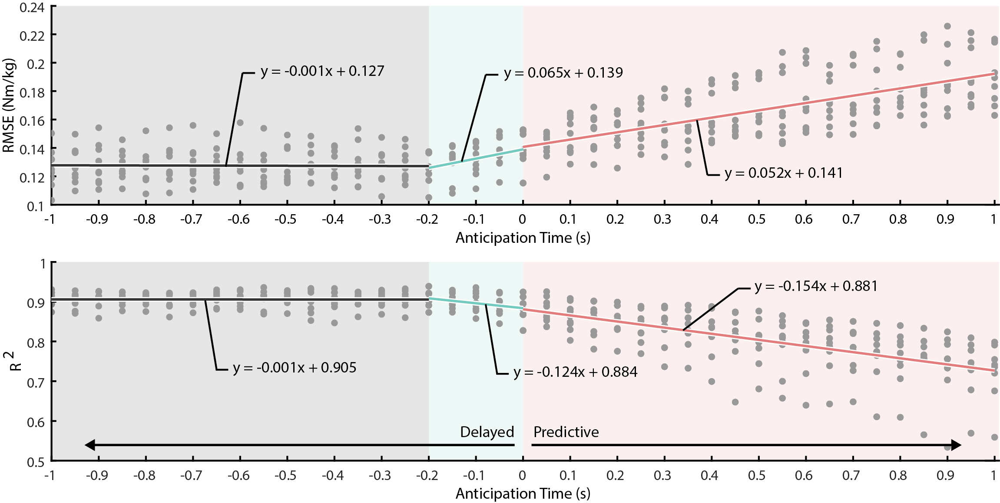 0.24
0.22
0.2
0.18
0.16
0.14
0.12
0.1
RMSE (Nm/kg)
y = -0.001x + 0.127
y = 0.065x + 0.139
y = 0.052x + 0.141
-1 -0.9 -0.8 -0.7 -0.6 -0.5 -0.4 -0.3 -0.2 -0.1 0 0.1 0.2 0.3 0.4 0.5 0.6 0.7 0.8 0.9 1
Anticipation Time (s)
1
0.9
0.8
0.7
0.6
0.5
R 2
y = -0.154x + 0.881
y = -0.001x + 0.905
y = -0.124x + 0.884
Delayed Predictive
-1 -0.9 -0.8 -0.7 -0.6 -0.5 -0.4 -0.3 -0.2 -0.1 0 0.1 0.2 0.3 0.4 0.5 0.6 0.7 0.8 0.9 1
Anticipation Time (s)